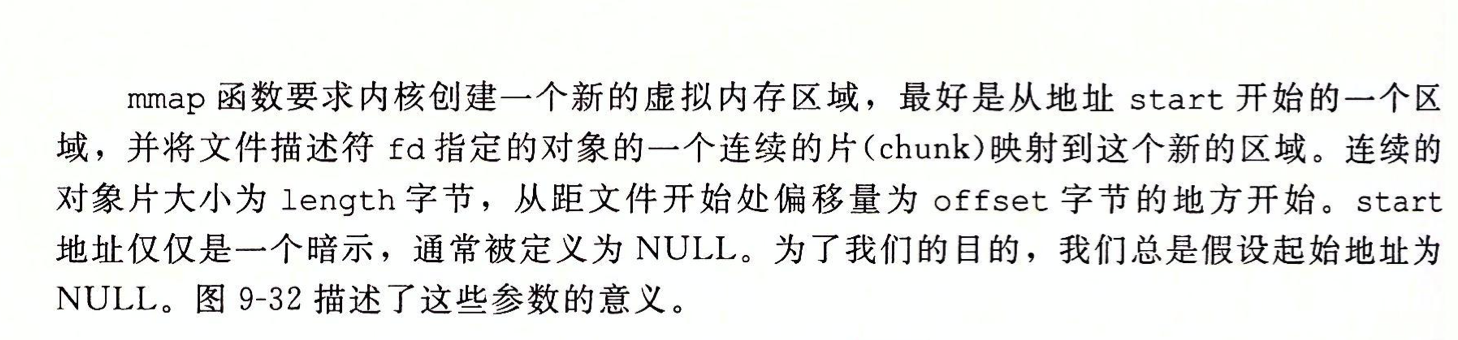 mmap 函数要求内核创建一个新的虚拟内存区域，最好是从地址 start 开始的一个区
域，并将文件描述符 fd 指定的对象的一个连续的片(chunk)映射到这个新的区域。连续的
对象片大小为 length 字节，从距文件开始处偏移量为 offset 字节的地方开始。start
地址仅仅是一个暗示，通常被定义为 NULL。为了我们的目的，我们总是假设起始地址为
NULL。图 9-32 描述了这些参数的意义。